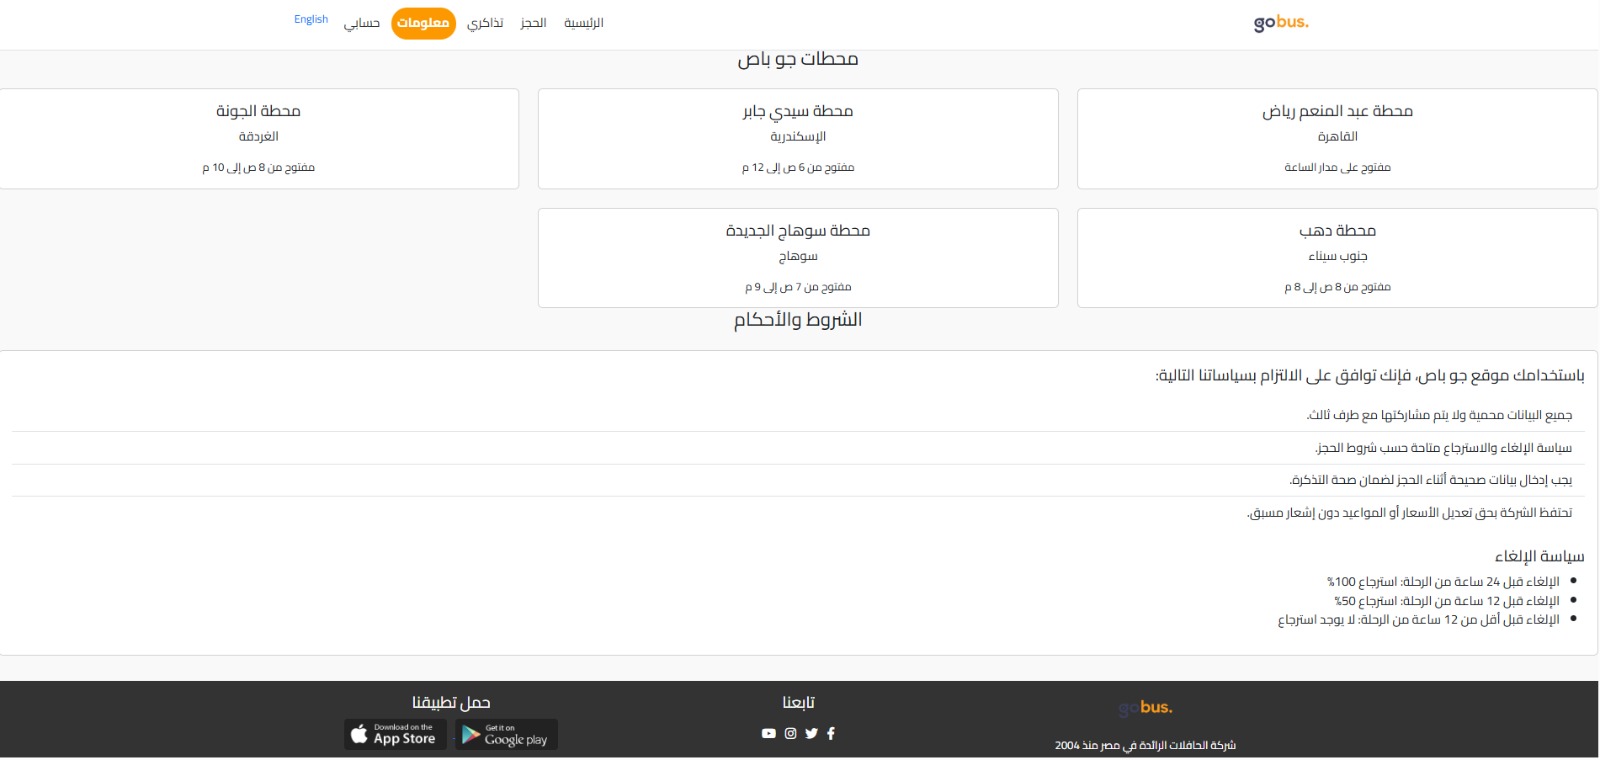 gobus.
الرئيسية
الحجز
تذاكري
معلومات
حسابي
English
محطات جو باص
محطة عبد المنعم رياض
القاهرة
مفتوح على مدار الساعة
محطة سيدي جابر
الإسكندرية
مفتوح من 6 ص إلى 12 م
محطة الجونة
الغردقة
مفتوح من 8 ص إلى 10 م
محطة دهب
جنوب سيناء
مفتوح من 8 ص إلى 8 م
محطة سوهاج الجديدة
سوهاج
مفتوح من 7 ص إلى 9 م
الشروط والأحكام
باستخدامك موقع جو باص، فإنك توافق على الالتزام بسياساتنا التالية:
جميع البيانات محمية ولا يتم مشاركتها مع طرف ثالث.
سياسة الإلغاء والاسترجاع متاحة حسب شروط الحجز.
يجب إدخال بيانات صحيحة أثناء الحجز لضمان صحة التذكرة.
تحتفظ الشركة بحق تعديل الأسعار أو المواعيد دون إشعار مسبق.
سياسة الإلغاء
الإلغاء قبل 24 ساعة من الرحلة: استرجاع 100%
الإلغاء قبل 12 ساعة من الرحلة: استرجاع 50%
الإلغاء قبل أقل من 12 ساعة من الرحلة: لا يوجد استرجاع
gobus.
شركة الحافلات الرائدة في مصر منذ 2004
تابعنا
حمل تطبيقنا
Get it on
Google play
Download on the
App Store